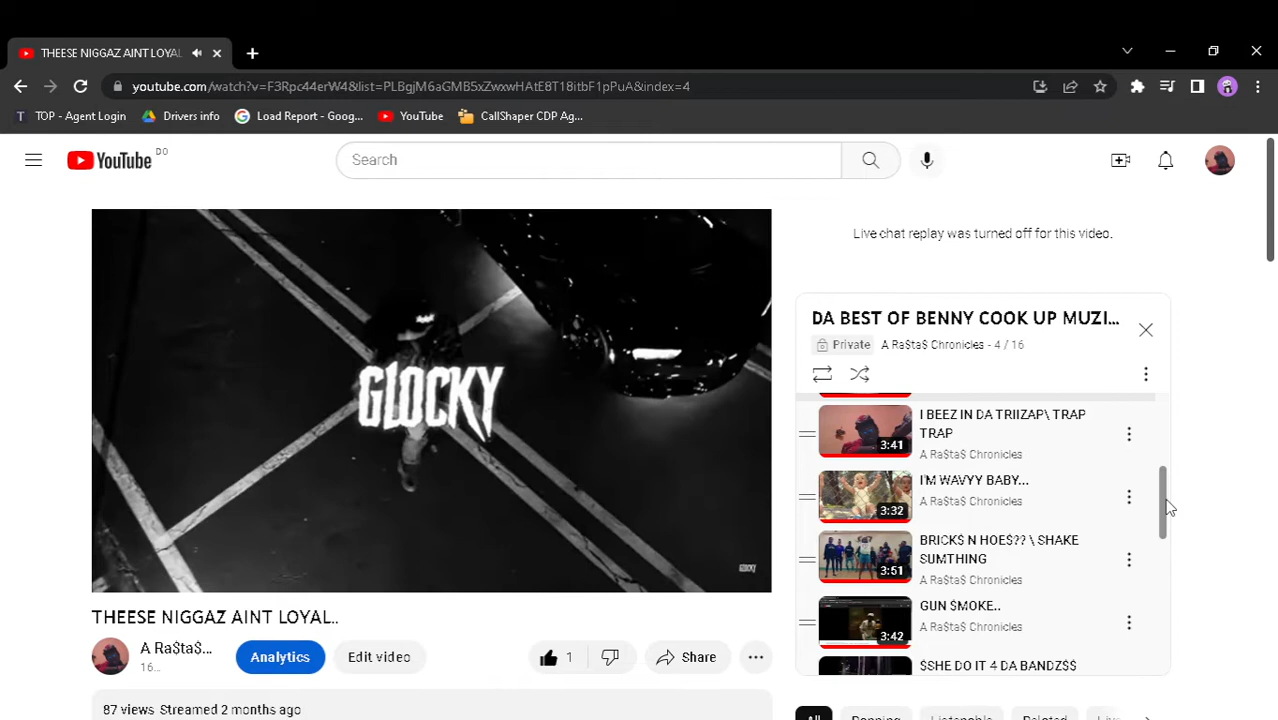 THEESE NIGGAZ AINT LOYAL
youtube.com/watch?v=F3Rpc44erW4&list=PLBgjM6aGMB5xZwxwHAtE8T18itbF1pPuA&index=4
TOP - Agent Login Drivers info Load Report - Goog... YouTube CallShaper CDP Ag...
YouTube DO
Search
Live chat replay was turned off for this video.
GLOCKY
DA BEST OF BENNY COOK UP MUZI...
Private A Ra$ta$ Chronicles - 4 / 16
I BEEZ IN DA TRIIZAP\ TRAP
TRAP
3:41
A Ra$ta$ Chronicles
I'M WAVYY BABY...
A Ra$ta$ Chronicles
3:32
BRICK$ N HOE$?? \ SHAKE
SUMTHING
3:51
A Ra$ta$ Chronicles
GUN $MOKE..
A Ra$ta$ Chronicles
3:42
$SHE DO IT 4 DA BANDZ$$
THEESE NIGGAZ AINT LOYAL..
A Ra$ta$...
16...
Analytics Edit video 1 Share
87 views Streamed 2 months ago
All Popping Listenable Related